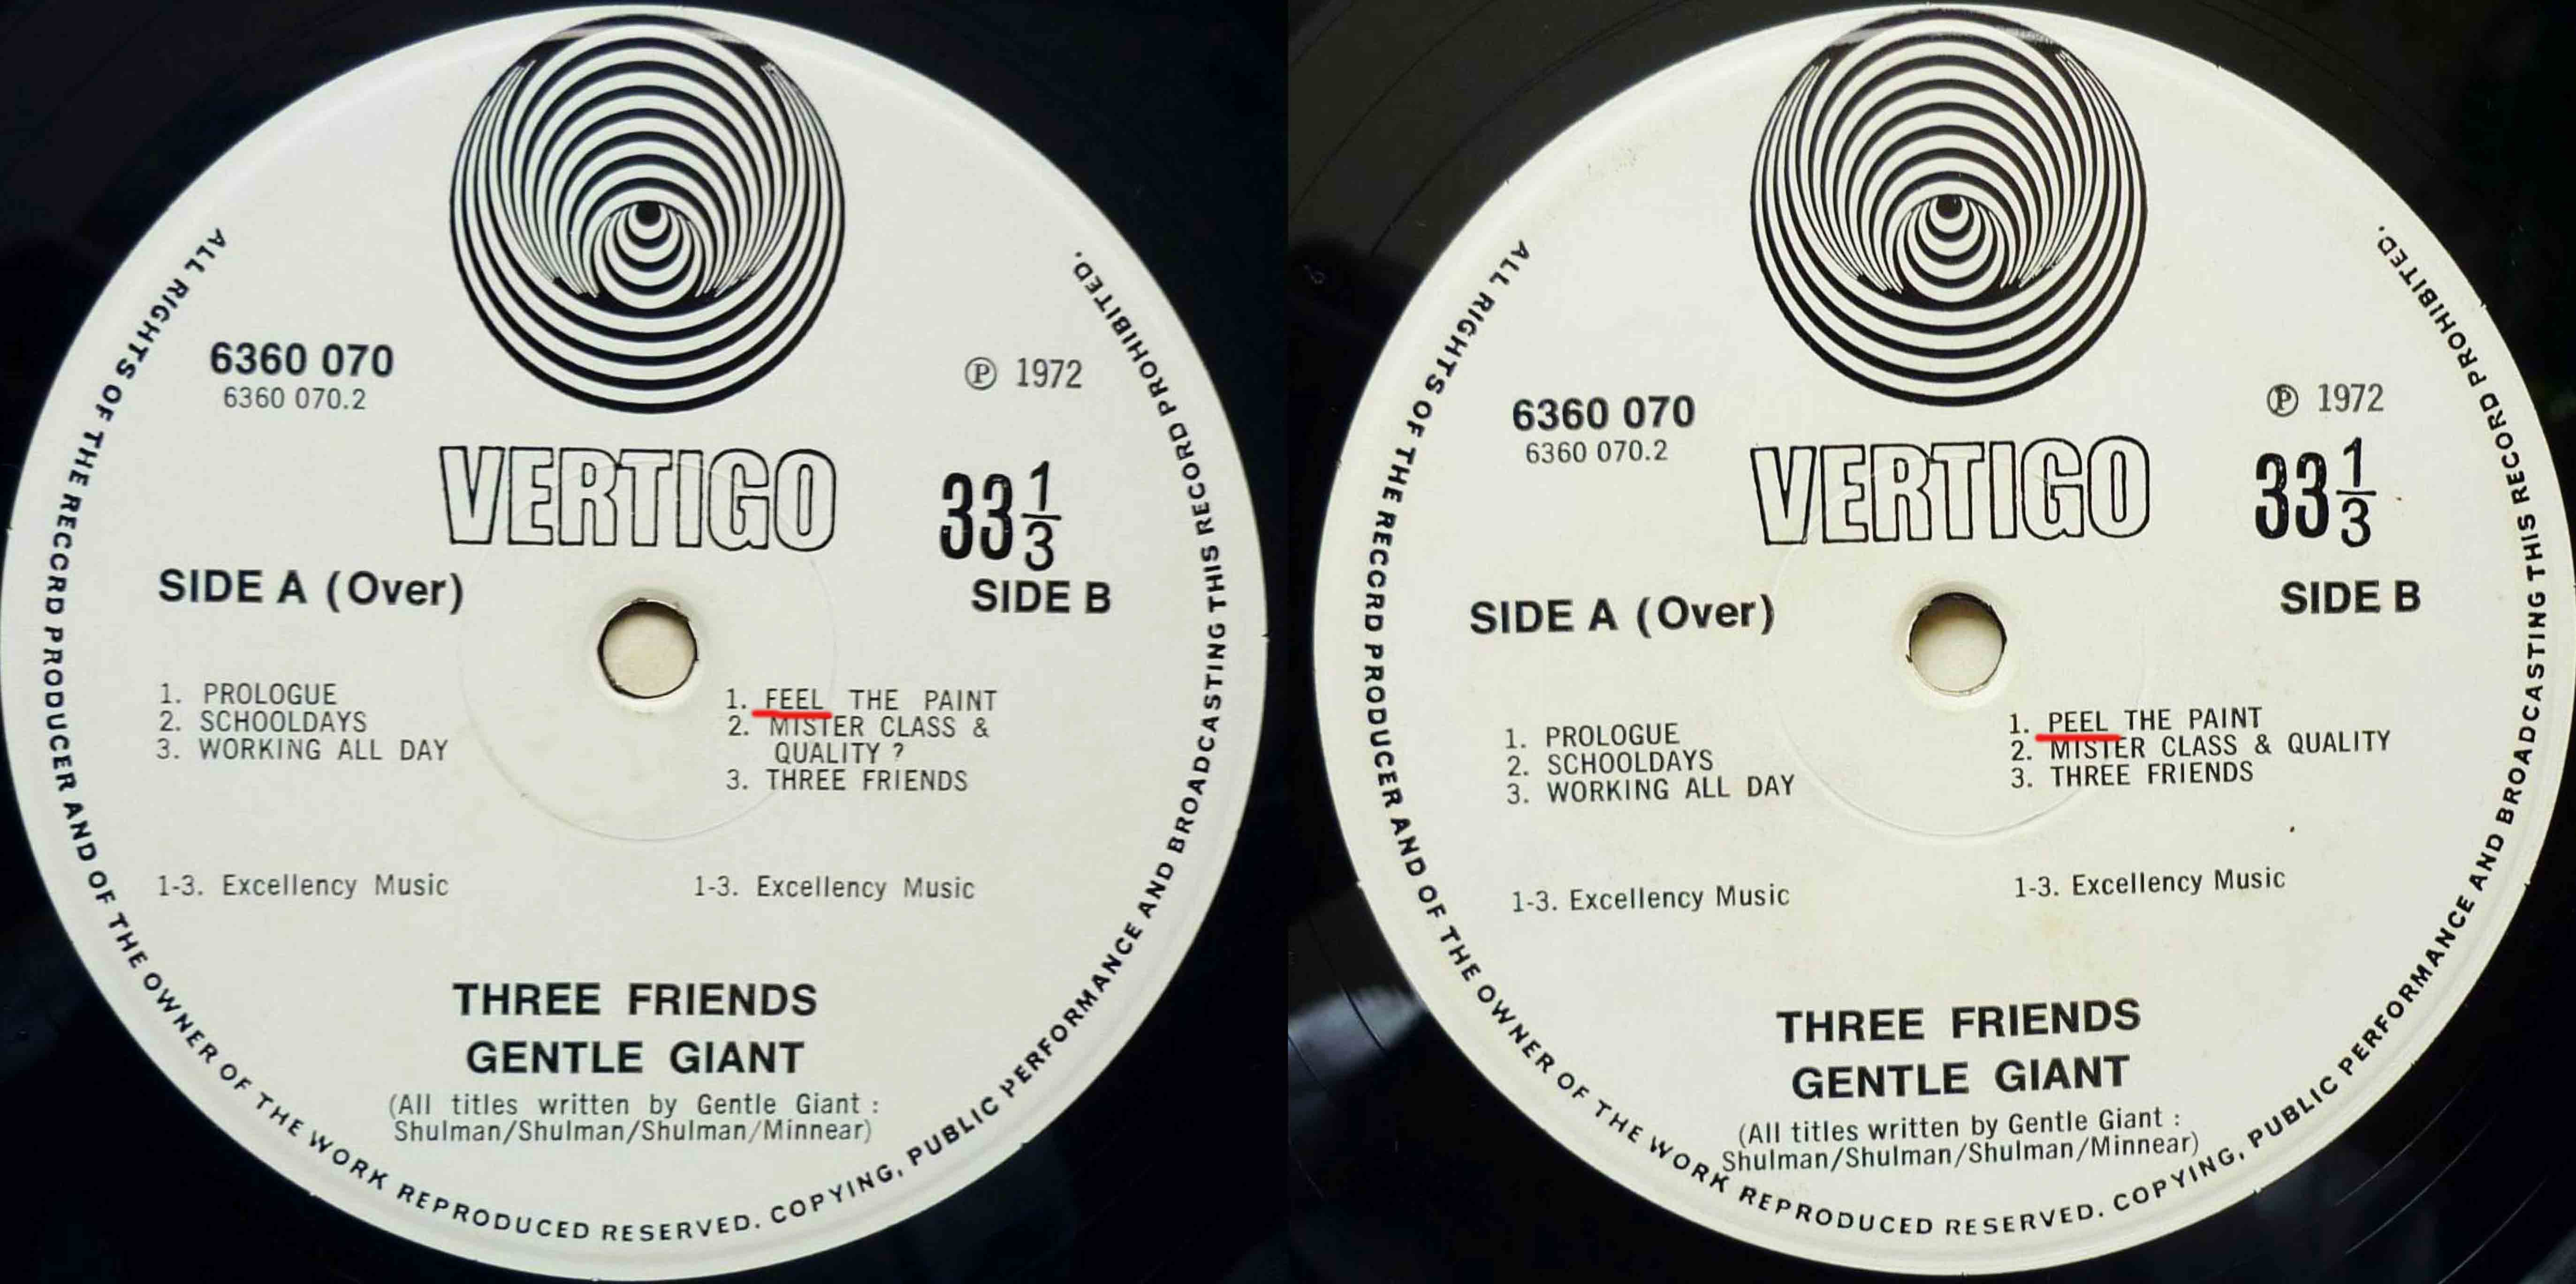 ALL RIGHTS OF THE RECORD PRODUCER AND OF THE OWNER OF THE WORK REPRODUCED RESERVED. COPYING, PUBLIC PERFORMANCE AND BROADCASTING THIS RECORD PROHIBITED.
6360 070
6360 070.2
Ⓟ 1972
VERTIGO
33 1/3
SIDE A (Over)
SIDE B
1. PROLOGUE
2. SCHOOLDAYS
3. WORKING ALL DAY
1. FEEL THE PAINT
2. MISTER CLASS &
QUALITY ?
3. THREE FRIENDS
1-3. Excellency Music
1-3. Excellency Music
THREE FRIENDS
GENTLE GIANT
(All titles written by Gentle Giant :
Shulman/Shulman/Shulman/Minnear)
ALL RIGHTS OF THE RECORD PRODUCER AND OF THE OWNER OF THE WORK REPRODUCED RESERVED. COPYING, PUBLIC PERFORMANCE AND BROADCASTING THIS RECORD PROHIBITED.
6360 070
6360 070.2
Ⓟ 1972
VERTIGO
33 1/3
SIDE A (Over)
SIDE B
1. PROLOGUE
2. SCHOOLDAYS
3. WORKING ALL DAY
1. PEEL THE PAINT
2. MISTER CLASS & QUALITY
3. THREE FRIENDS
1-3. Excellency Music
1-3. Excellency Music
THREE FRIENDS
GENTLE GIANT
(All titles written by Gentle Giant :
Shulman/Shulman/Shulman/Minnear)